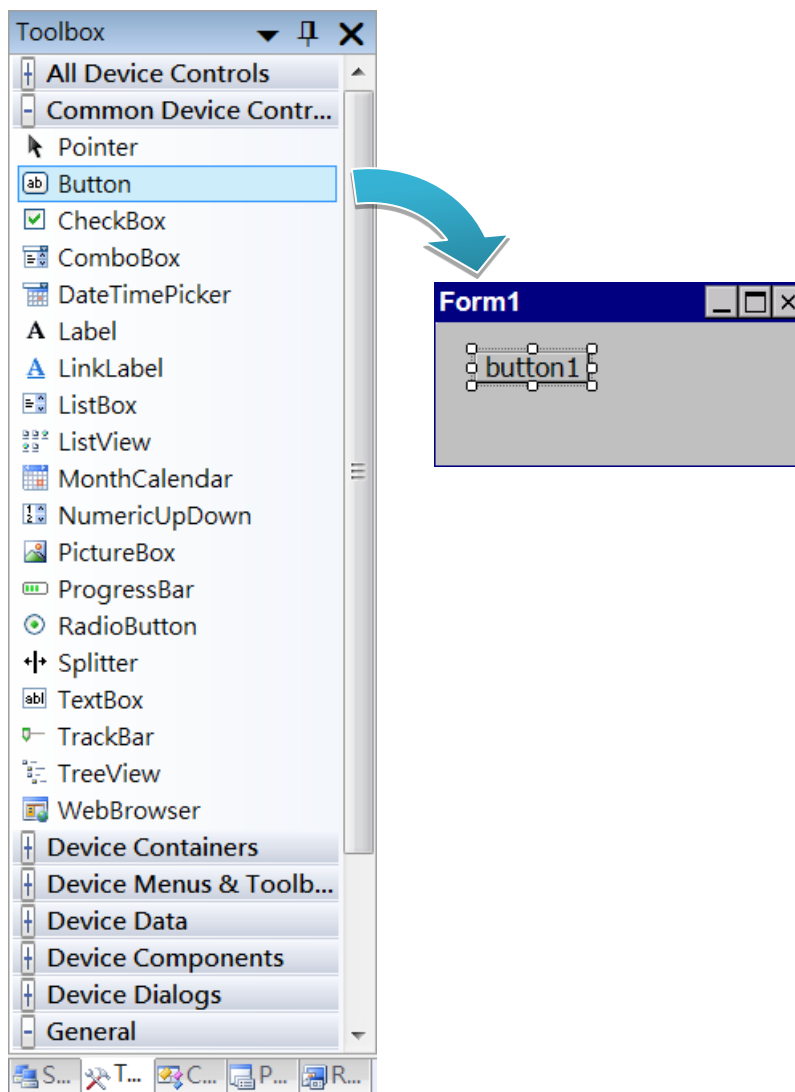 Toolbox
All Device Controls
Common Device Contr...
Pointer
ab Button
CheckBox
ComboBox
DateTimePicker
A Label
A LinkLabel
ListBox
ListView
MonthCalendar
NumericUpDown
PictureBox
ProgressBar
RadioButton
Splitter
abl TextBox
TrackBar
TreeView
WebBrowser
Device Containers
Device Menus & Toolb...
Device Data
Device Components
Device Dialogs
General
S... T... C... P... R...
Form1
button1